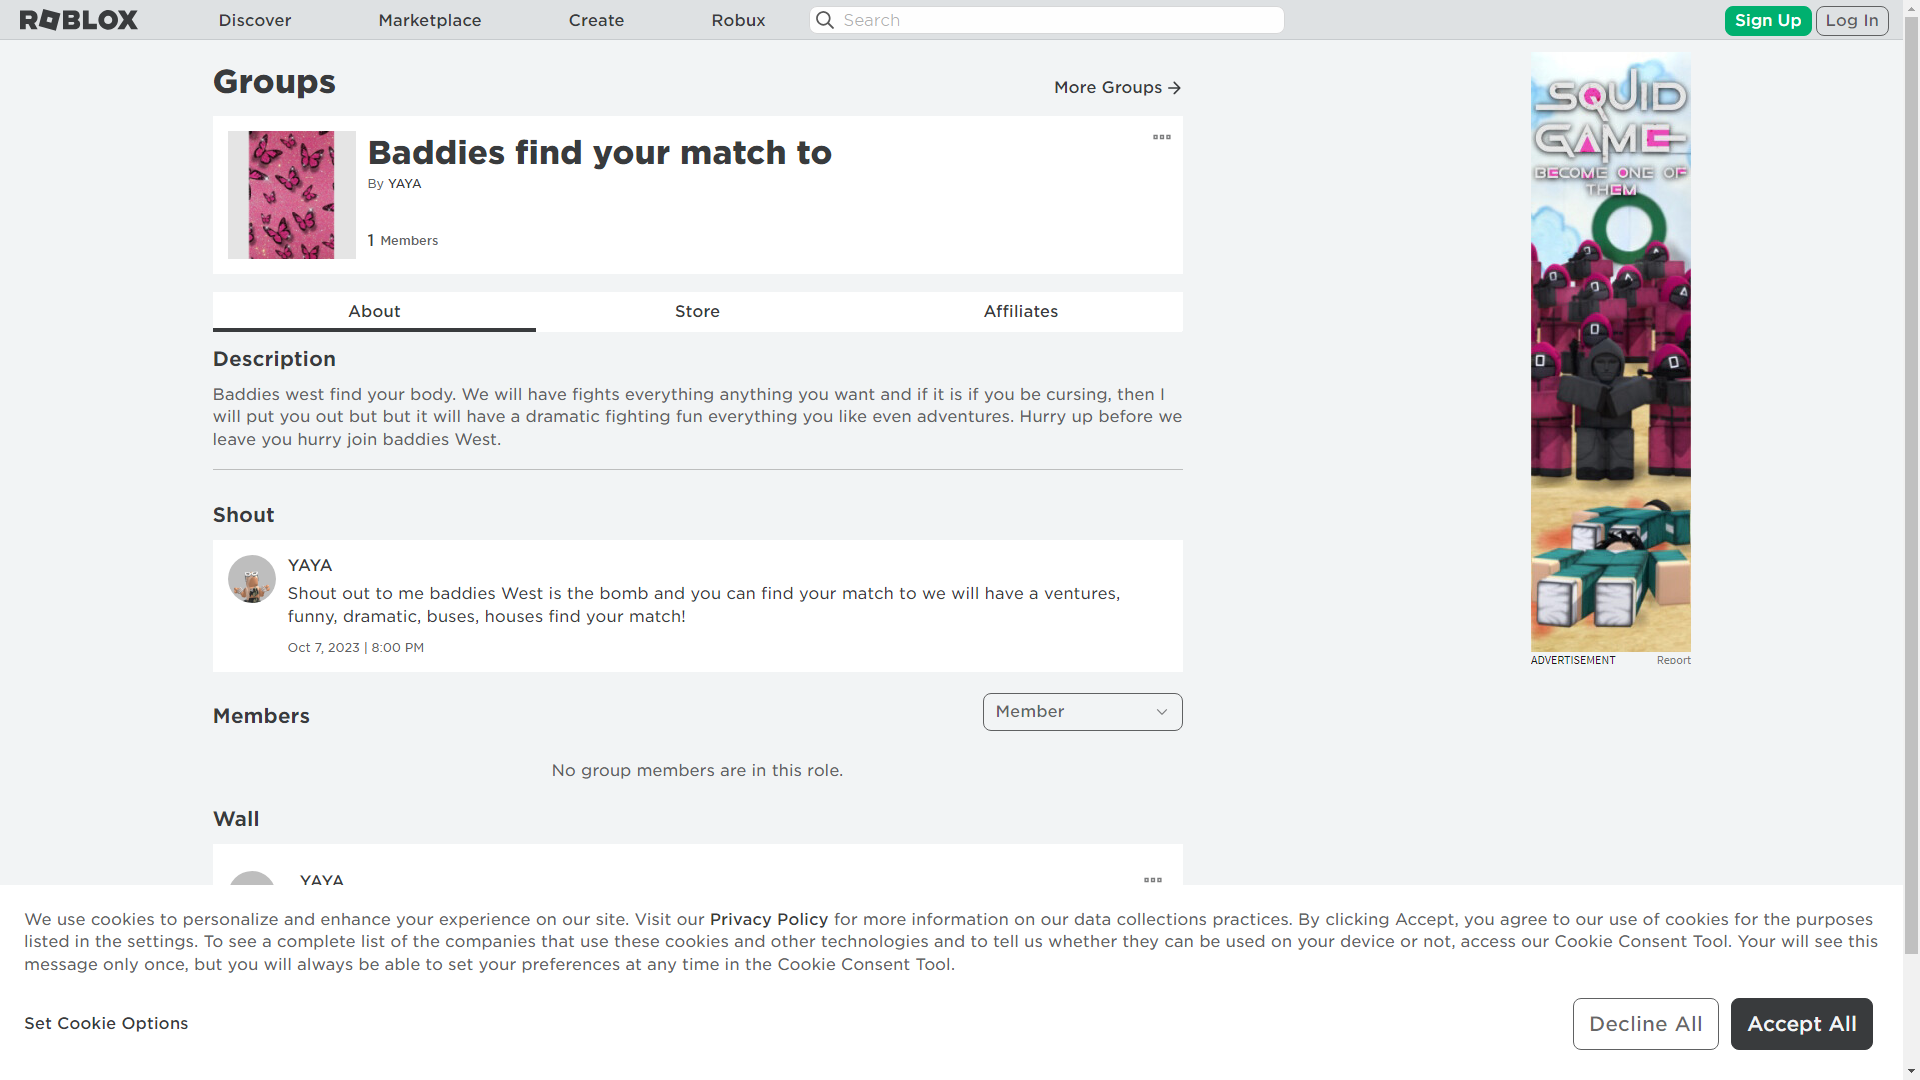 ROBLOX
Discover
Marketplace
Create
Robux
Search
Sign Up
Log In
Groups
More Groups
Baddies find your match to
By YAYA
1 Members
About
Store
Affiliates
Description
Baddies west find your body. We will have fights everything anything you want and if it is if you be cursing, then I
will put you out but but it will have a dramatic fighting fun everything you like even adventures. Hurry up before we
leave you hurry join baddies West.
Shout
YAYA
Shout out to me baddies West is the bomb and you can find your match to we will have a ventures,
funny, dramatic, buses, houses find your match!
Oct 7, 2023 | 8:00 PM
Members
Member
No group members are in this role.
Wall
YAYA
SQUID
GAME
BECOME ONE OF
THEM
ADVERTISEMENT
Report
We use cookies to personalize and enhance your experience on our site. Visit our Privacy Policy for more information on our data collections practices. By clicking Accept, you agree to our use of cookies for the purposes
listed in the settings. To see a complete list of the companies that use these cookies and other technologies and to tell us whether they can be used on your device or not, access our Cookie Consent Tool. Your will see this
message only once, but you will always be able to set your preferences at any time in the Cookie Consent Tool.
Set Cookie Options
Decline All
Accept All